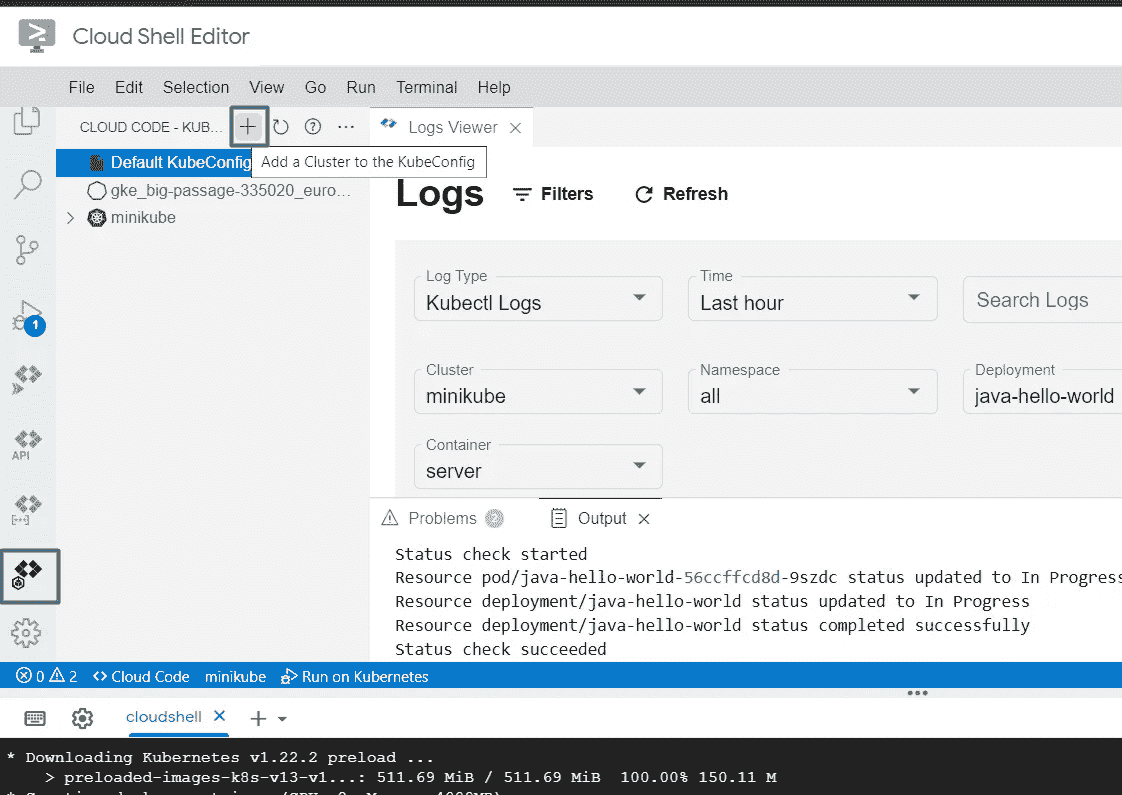 Cloud Shell Editor
File Edit Selection View Go Run Terminal Help
CLOUD CODE - KUB...
Logs Viewer
Default KubeConfig
Add a Cluster to the KubeConfig
gke_big-passage-335020_euro...
minikube
Logs
Filters
Refresh
Log Type
Kubectl Logs
Time
Last hour
Search Logs
Cluster
minikube
Namespace
all
Deployment
java-hello-world
Container
server
1
API
Problems 2
Output
Status check started
Resource pod/java-hello-world-56ccffcd8d-9szdc status updated to In Progress
Resource deployment/java-hello-world status updated to In Progress
Resource deployment/java-hello-world status completed successfully
Status check succeeded
0 2 <> Cloud Code minikube Run on Kubernetes
cloudshell
* Downloading Kubernetes v1.22.2 preload ...
> preloaded-images-k8s-v13-v1...: 511.69 MiB / 511.69 MiB 100.00% 150.11 M